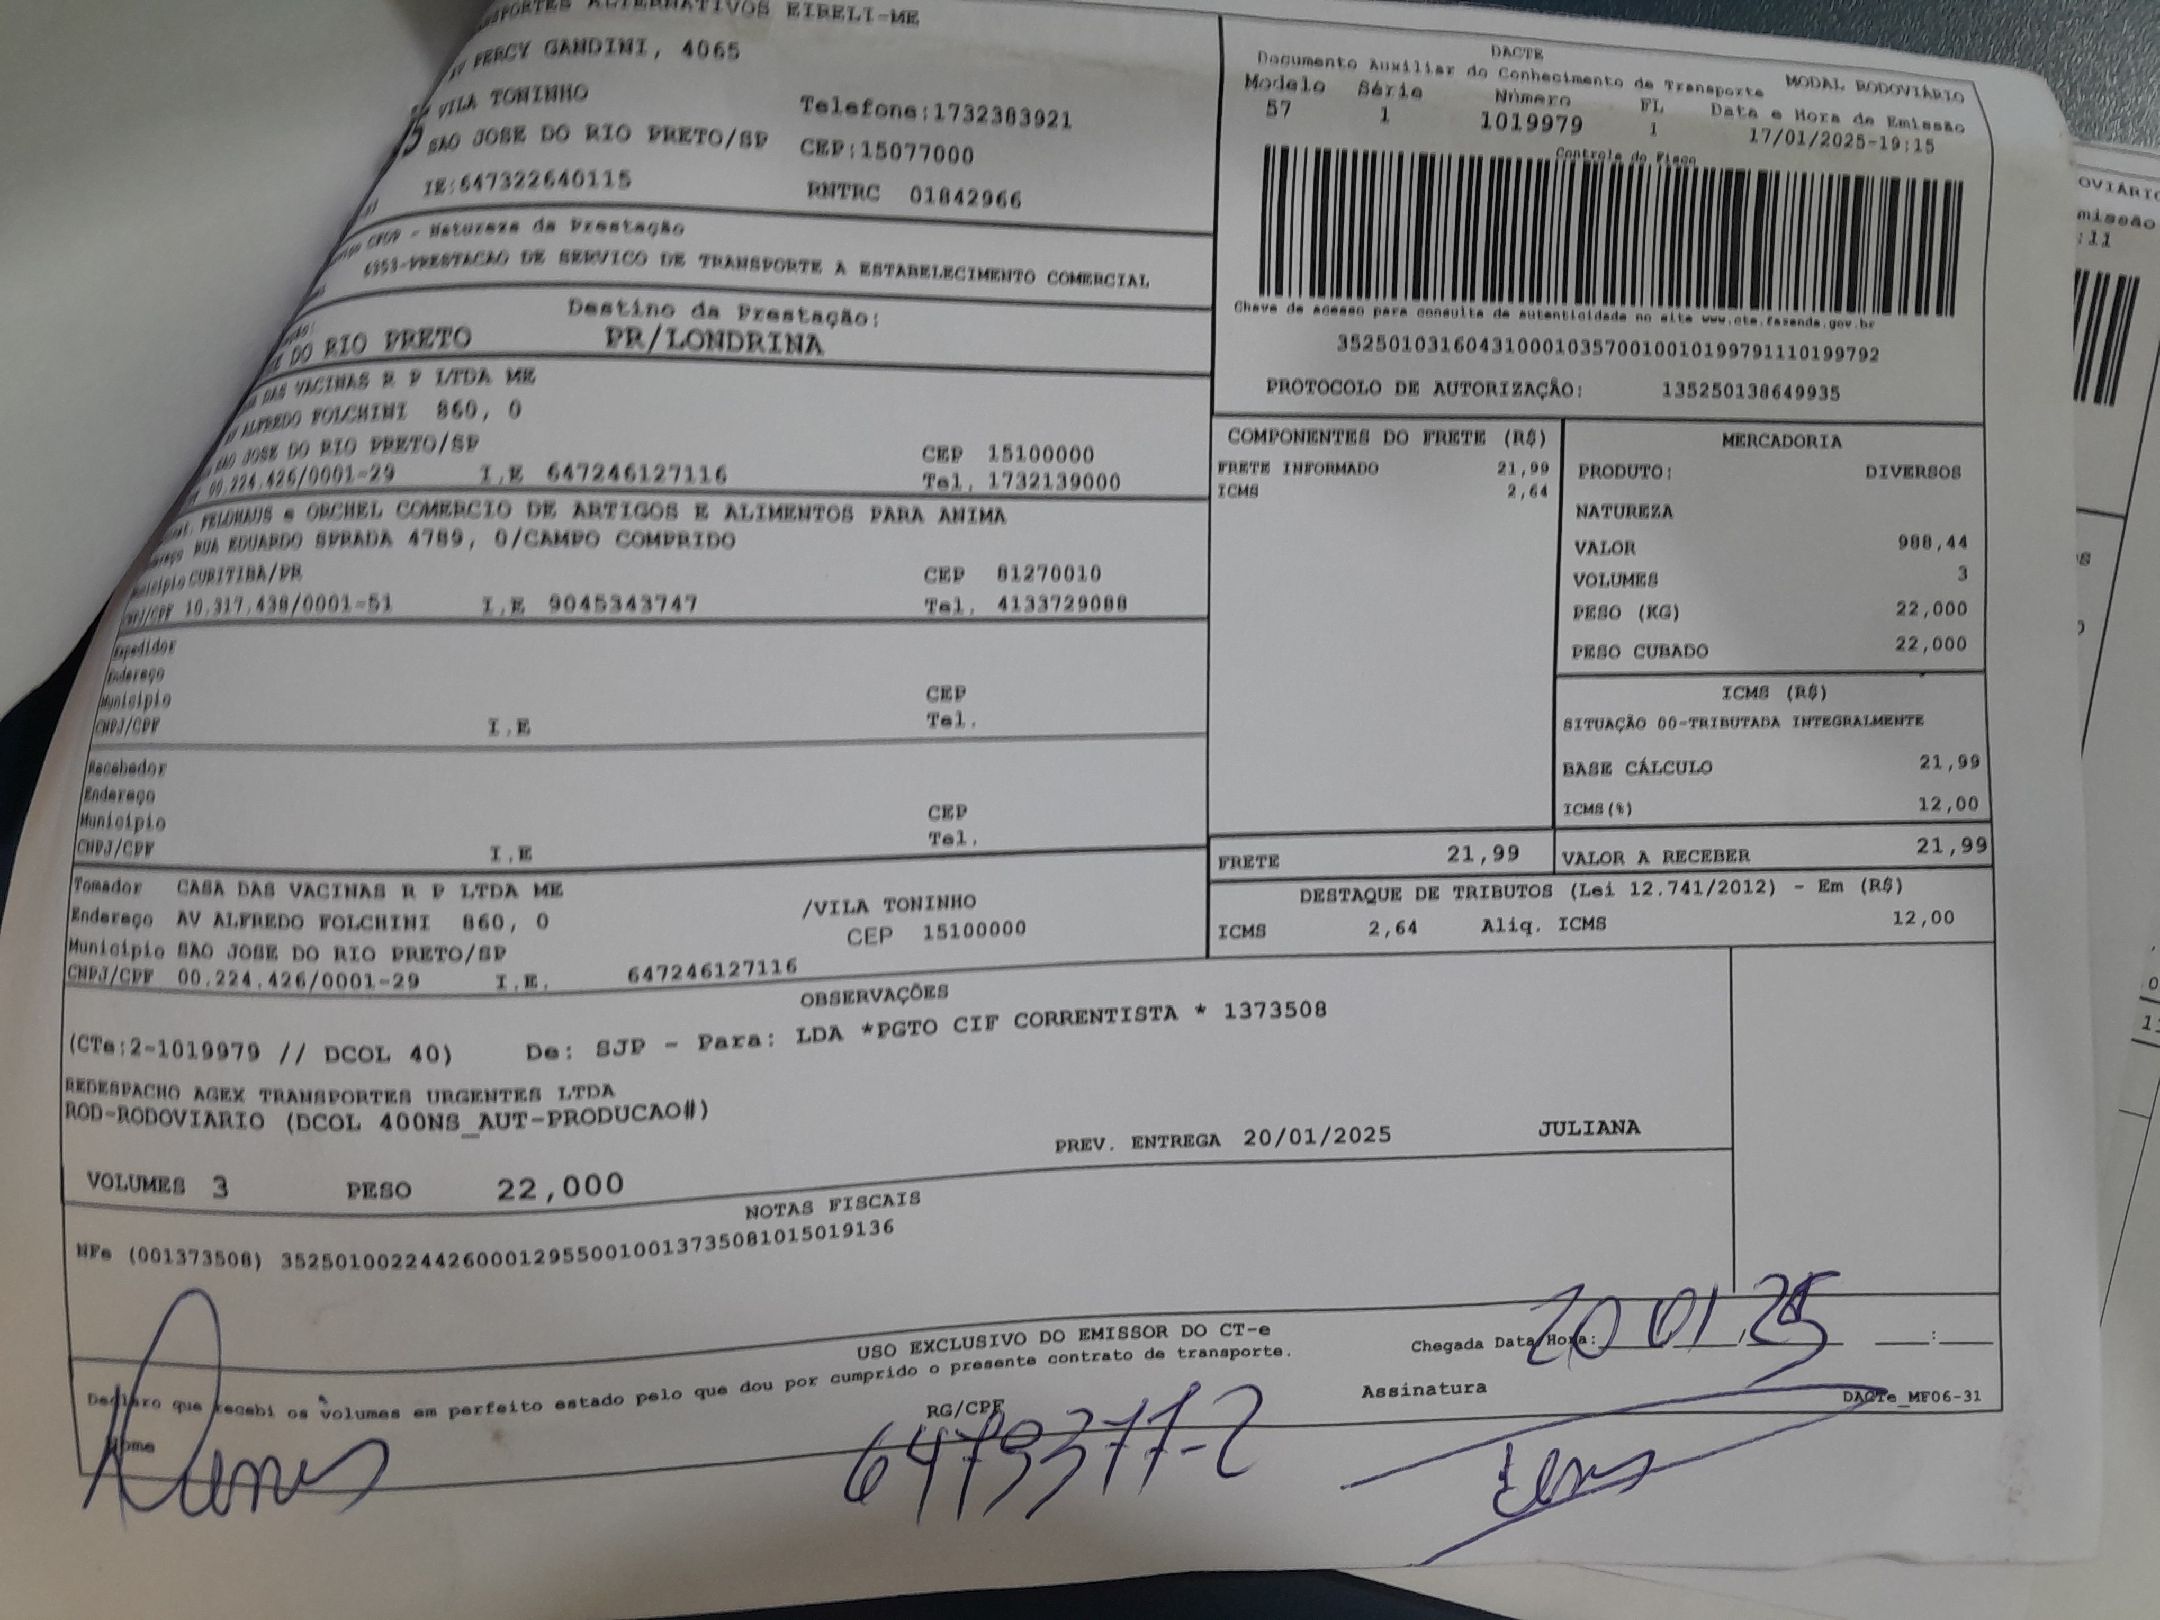 ALTERNATIVOS EIRELI-ME
PERCY GANDINI, 4065
VILA TONINHO Telefone:1732383921
SAO JOSE DO RIO PRETO/SP CEP:15077000
IE:647322640115 RNTRC 01842966
CFOP - Natureza da Prestação
6353-PRESTACAO DE SERVICO DE TRANSPORTE A ESTABELECIMENTO COMERCIAL
Destino da Prestação:
DO RIO PRETO PR/LONDRINA
DAS VACINAS R P LTDA ME
ALFREDO FOLCHINI 860, 0
SAO JOSE DO RIO PRETO/SP CEP 15100000
00.224.426/0001-29 I.E 647246127116 Tel. 1732139000
FELDHAUS e ORCHEL COMERCIO DE ARTIGOS E ALIMENTOS PARA ANIMA
RUA EDUARDO SPRADA 4789, 0/CAMPO COMPRIDO
Município CURITIBA/PR CEP 81270010
CNPJ/CPF 10.317.438/0001-51 I.E 9045343747 Tel. 4133729088
Expedidor
Endereço
Município CEP
CNPJ/CPF I.E Tel.
Recebedor
Endereço
Município CEP
CNPJ/CPF I.E Tel.
Tomador CASA DAS VACINAS R P LTDA ME
Endereço AV ALFREDO FOLCHINI 860, 0 /VILA TONINHO
Município SAO JOSE DO RIO PRETO/SP CEP 15100000
CNPJ/CPF 00.224.426/0001-29 I.E. 647246127116
DACTE
Documento Auxiliar do Conhecimento de Transporte MODAL RODOVIÁRIO
Modelo Série Número FL Data e Hora de Emissão
57 1 1019979 1 17/01/2025-19:15
Controle do Fisco
Chave de acesso para consulta de autenticidade no site www.cte.fazenda.gov.br
35250103160431000103570010010199791110199792
PROTOCOLO DE AUTORIZAÇÃO: 135250138649935
COMPONENTES DO FRETE (R$)
FRETE INFORMADO 21,99
ICMS 2,64
MERCADORIA
PRODUTO: DIVERSOS
NATUREZA
VALOR 988,44
VOLUMES 3
PESO (KG) 22,000
PESO CUBADO 22,000
ICMS (R$)
SITUAÇÃO 00-TRIBUTADA INTEGRALMENTE
BASE CÁLCULO 21,99
ICMS(%) 12,00
FRETE 21,99 VALOR A RECEBER 21,99
DESTAQUE DE TRIBUTOS (Lei 12.741/2012) - Em (R$)
ICMS 2,64 Aliq. ICMS 12,00
OBSERVAÇÕES
(CTe:2-1019979 // DCOL 40) De: SJP - Para: LDA *PGTO CIF CORRENTISTA * 1373508
REDESPACHO AGEX TRANSPORTES URGENTES LTDA
ROD-RODOVIARIO (DCOL 400NS_AUT-PRODUCAO#)
PREV. ENTREGA 20/01/2025 JULIANA
VOLUMES 3 PESO 22,000
NOTAS FISCAIS
NFe (001373508) 35250100224426000129550010013735081015019136
USO EXCLUSIVO DO EMISSOR DO CT-e
Chegada Data/Hora: 20 01 / 25 :
Declaro que recebi os volumes em perfeito estado pelo que dou por cumprido o presente contrato de transporte.
Nome RG/CPF Assinatura DACTe_MF06-31
6479377-2